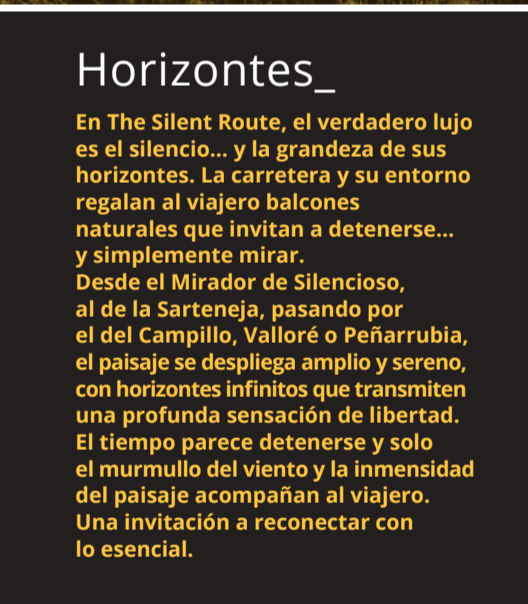 Horizontes_
En The Silent Route, el verdadero lujo
es el silencio... y la grandeza de sus
horizontes. La carretera y su entorno
regalan al viajero balcones
naturales que invitan a detenerse...
y simplemente mirar.
Desde el Mirador de Silencioso,
al de la Sarteneja, pasando por
el del Campillo, Valloré o Peñarrubia,
el paisaje se despliega amplio y sereno,
con horizontes infinitos que transmiten
una profunda sensación de libertad.
El tiempo parece detenerse y solo
el murmullo del viento y la inmensidad
del paisaje acompañan al viajero.
Una invitación a reconectar con
lo esencial.